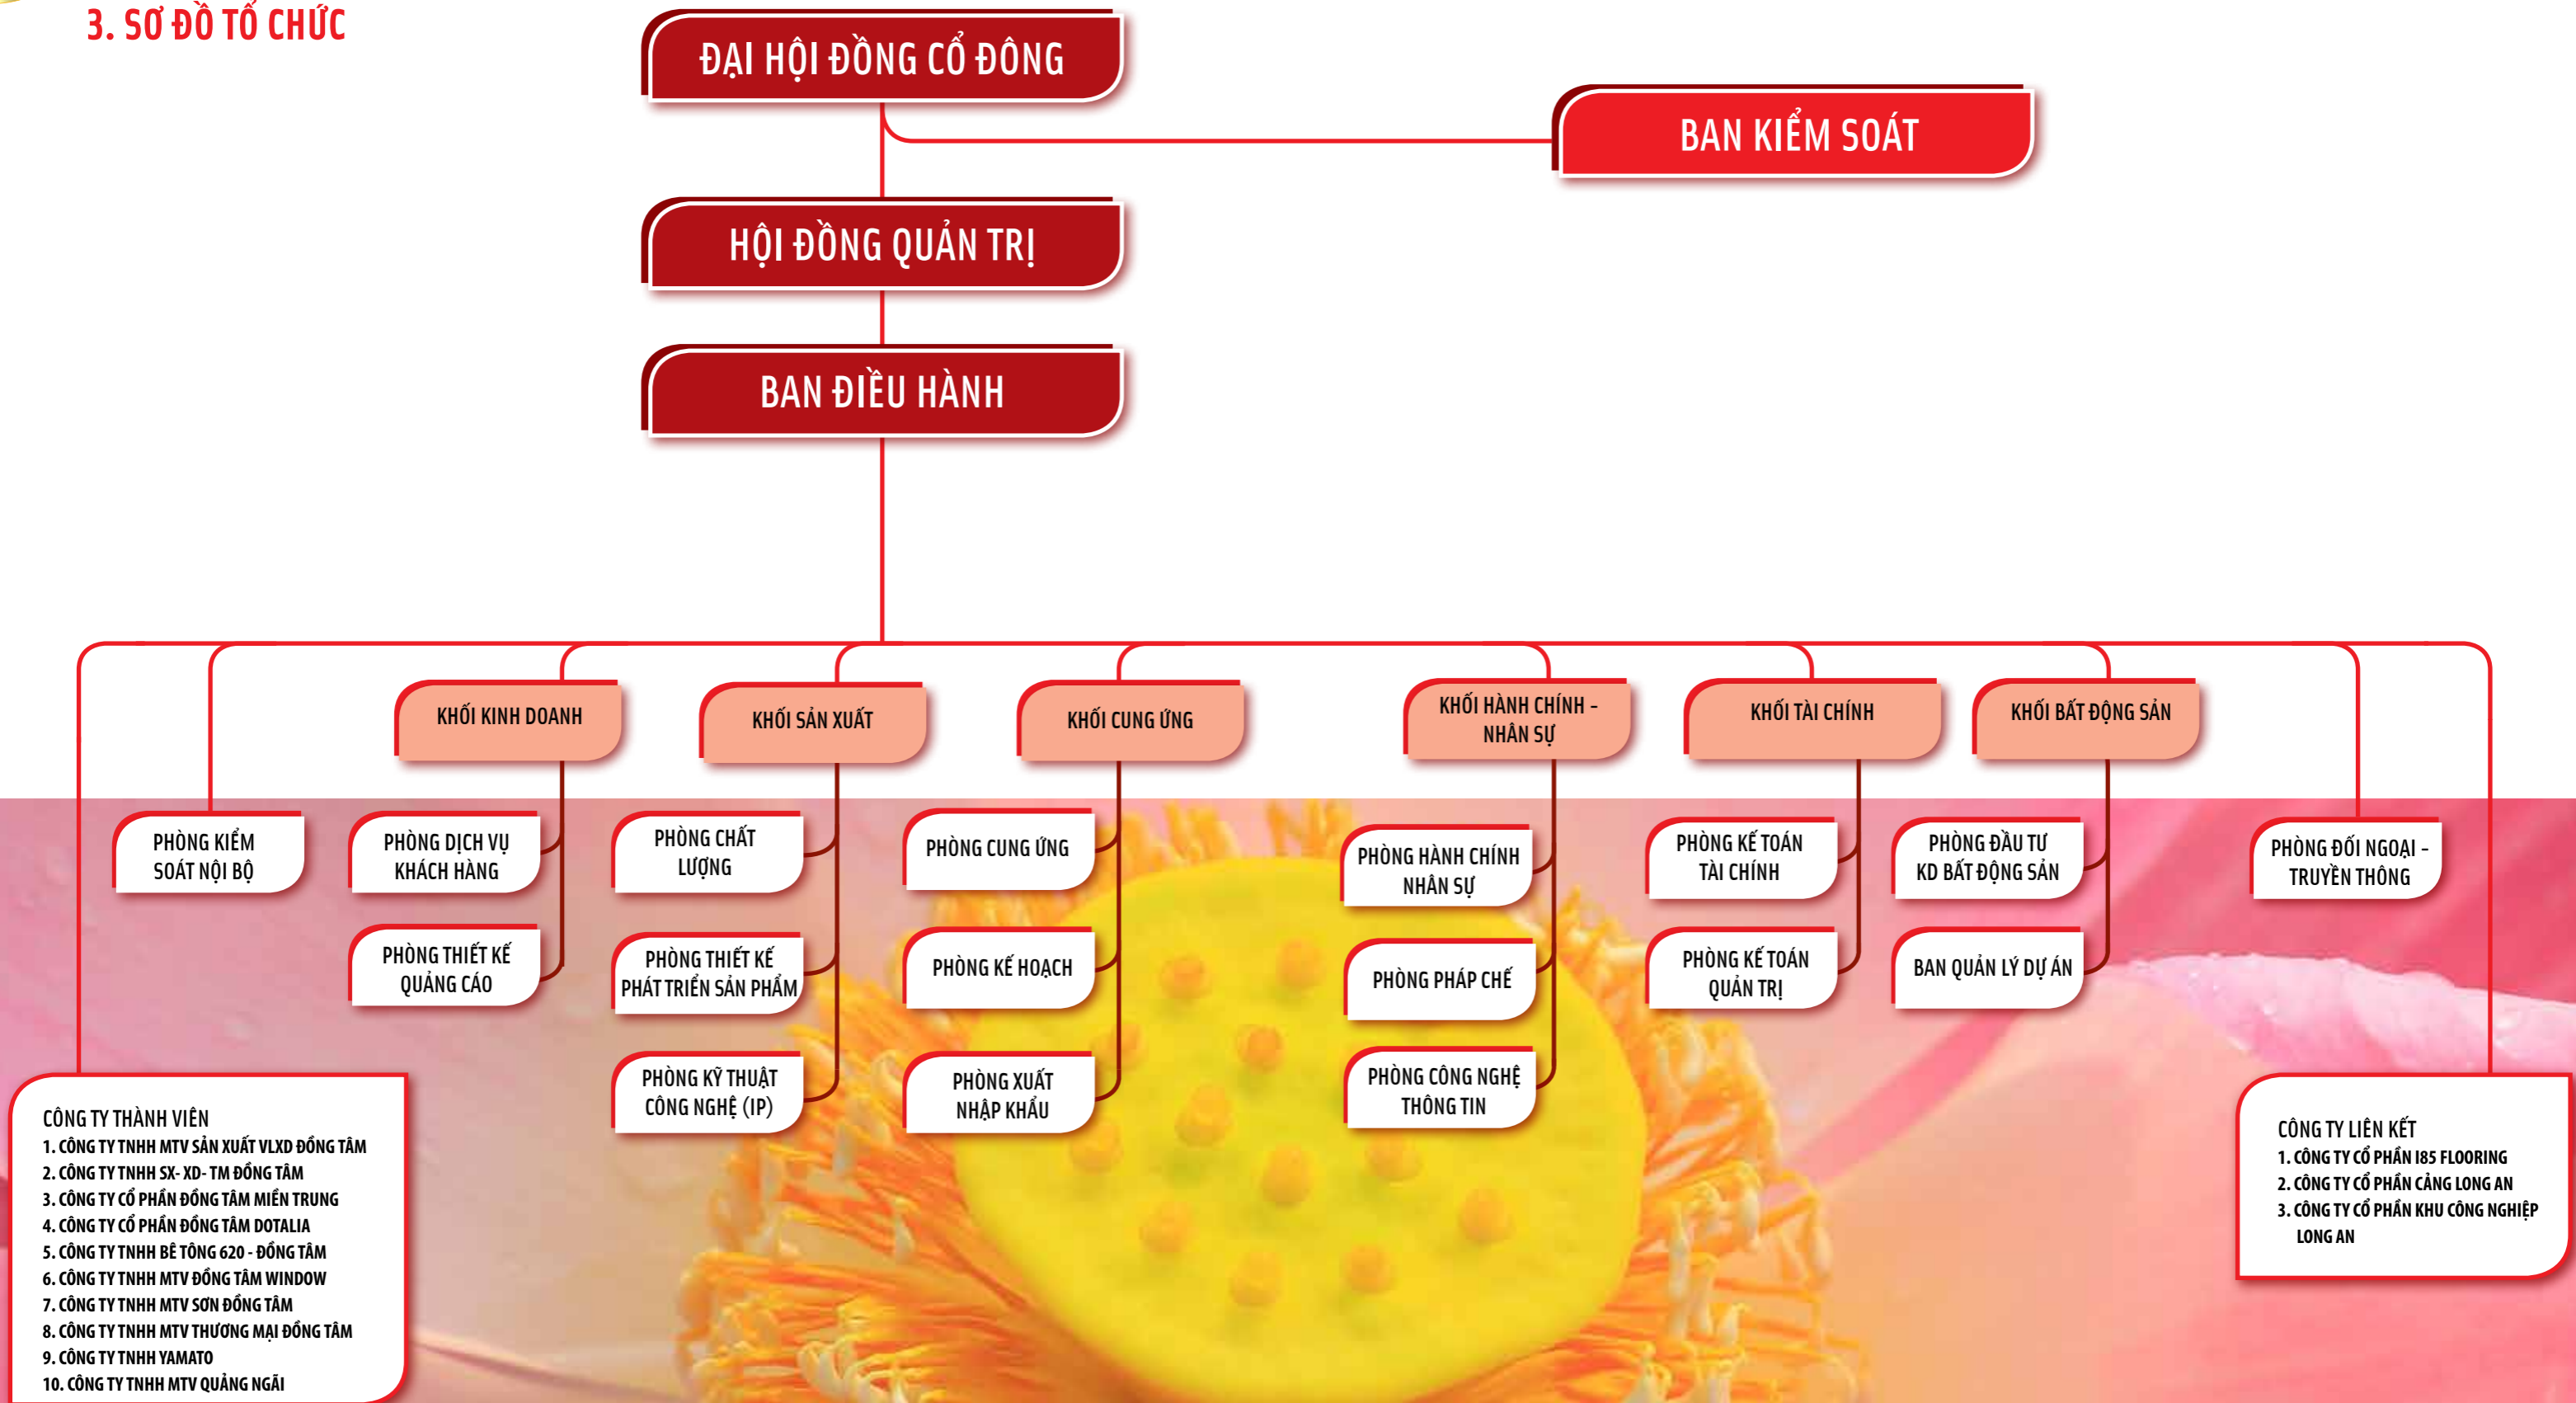 3. SƠ ĐỒ TỔ CHỨC
ĐẠI HỘI ĐỒNG CỔ ĐÔNG
BAN KIỂM SOÁT
HỘI ĐỒNG QUẢN TRỊ
BAN ĐIỀU HÀNH
KHỐI KINH DOANH
KHỐI SẢN XUẤT
KHỐI CUNG ỨNG
KHỐI HÀNH CHÍNH –
NHÂN SỰ
KHỐI TÀI CHÍNH
KHỐI BẤT ĐỘNG SẢN
PHÒNG KIỂM
SOÁT NỘI BỘ
PHÒNG DỊCH VỤ
KHÁCH HÀNG
PHÒNG THIẾT KẾ
QUẢNG CÁO
PHÒNG CHẤT
LƯỢNG
PHÒNG THIẾT KẾ
PHÁT TRIỂN SẢN PHẨM
PHÒNG KỸ THUẬT
CÔNG NGHỆ (IP)
PHÒNG CUNG ỨNG
PHÒNG KẾ HOẠCH
PHÒNG XUẤT
NHẬP KHẨU
PHÒNG HÀNH CHÍNH
NHÂN SỰ
PHÒNG PHÁP CHẾ
PHÒNG CÔNG NGHỆ
THÔNG TIN
PHÒNG KẾ TOÁN
TÀI CHÍNH
PHÒNG KẾ TOÁN
QUẢN TRỊ
PHÒNG ĐẦU TƯ
KD BẤT ĐỘNG SẢN
BAN QUẢN LÝ DỰ ÁN
PHÒNG ĐỐI NGOẠI –
TRUYỀN THÔNG
CÔNG TY THÀNH VIÊN
1. CÔNG TY TNHH MTV SẢN XUẤT VLXD ĐỒNG TÂM
2. CÔNG TY TNHH SX- XD- TM ĐỒNG TÂM
3. CÔNG TY CỔ PHẦN ĐỒNG TÂM MIỀN TRUNG
4. CÔNG TY CỔ PHẦN ĐỒNG TÂM DOTALIA
5. CÔNG TY TNHH BÊ TÔNG 620 - ĐỒNG TÂM
6. CÔNG TY TNHH MTV ĐỒNG TÂM WINDOW
7. CÔNG TY TNHH MTV SƠN ĐỒNG TÂM
8. CÔNG TY TNHH MTV THƯƠNG MẠI ĐỒNG TÂM
9. CÔNG TY TNHH YAMATO
10. CÔNG TY TNHH MTV QUẢNG NGÃI
CÔNG TY LIÊN KẾT
1. CÔNG TY CỔ PHẦN I85 FLOORING
2. CÔNG TY CỔ PHẦN CẢNG LONG AN
3. CÔNG TY CỔ PHẦN KHU CÔNG NGHIỆP
LONG AN